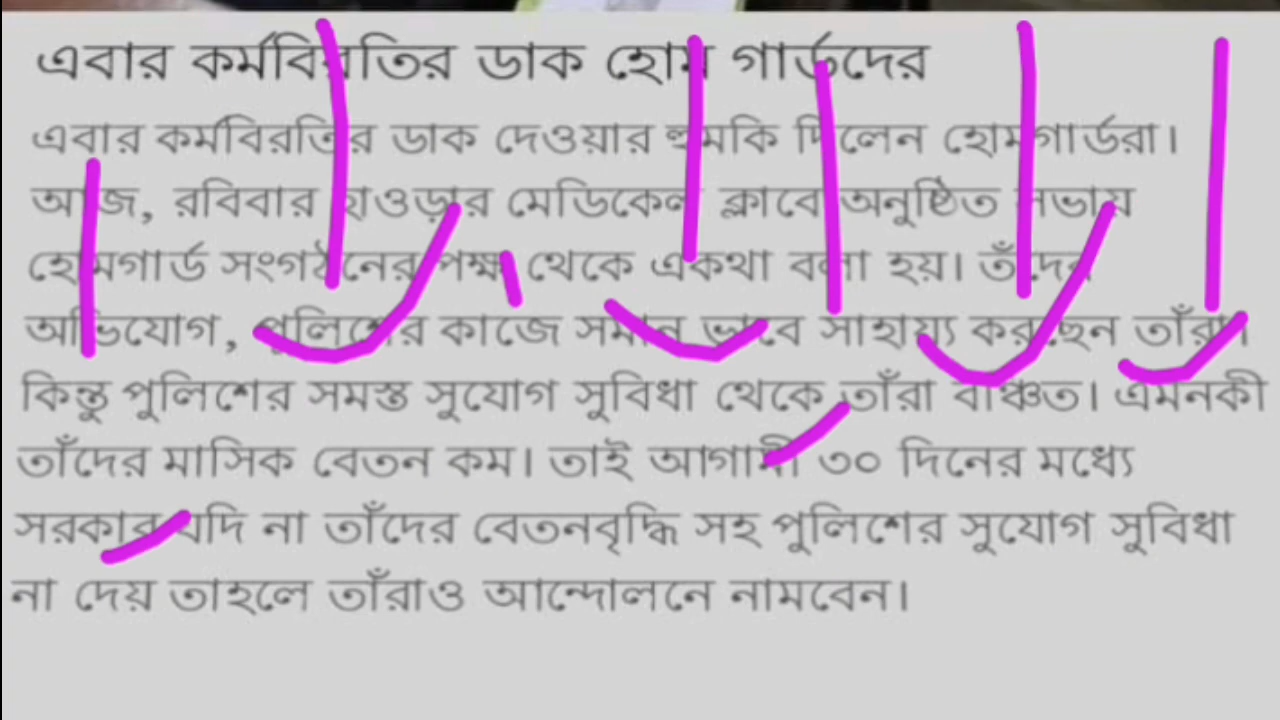 এবার কর্মবিরতির ডাক হোম গার্ডদের
এবার কর্মবিরতির ডাক দেওয়ার হুমকি দিলেন হোমগার্ডরা।
আজ, রবিবার হাওড়ার মেডিকেল ক্লাবে অনুষ্ঠিত সভায়
হোমগার্ড সংগঠনের পক্ষ থেকে একথা বলা হয়। তাঁদের
অভিযোগ, পুলিশের কাজে সমান ভাবে সাহায্য করছেন তাঁরা।
কিন্তু পুলিশের সমস্ত সুযোগ সুবিধা থেকে তাঁরা বঞ্চিত। এমনকী
তাঁদের মাসিক বেতন কম। তাই আগামী ৩০ দিনের মধ্যে
সরকার যদি না তাঁদের বেতনবৃদ্ধি সহ পুলিশের সুযোগ সুবিধা
না দেয় তাহলে তাঁরাও আন্দোলনে নামবেন।